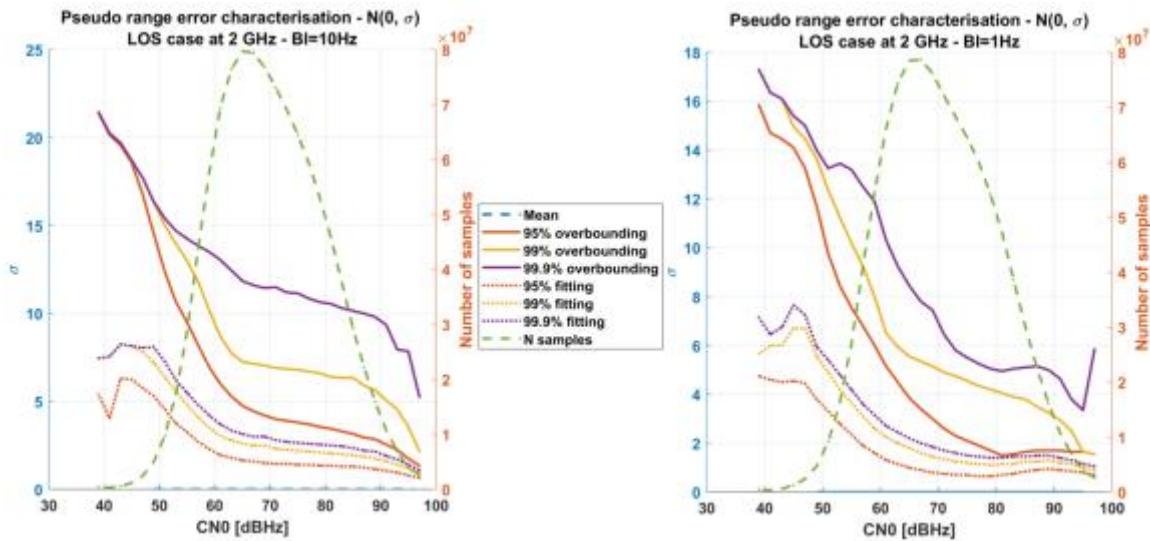 Pseudo range error characterisation - N(0, σ)
LOS case at 2 GHz - BI=10Hz
×10⁷
25
20
15
10
5
0
σ
8
7
6
5
4
3
2
1
0
Number of samples
30 40 50 60 70 80 90 100
CN0 [dBHz]
Mean
95% overbounding
99% overbounding
99.9% overbounding
95% fitting
99% fitting
99.9% fitting
N samples
Pseudo range error characterisation - N(0, σ)
LOS case at 2 GHz - BI=1Hz
×10⁷
18
16
14
12
10
8
6
4
2
0
σ
8
7
6
5
4
3
2
1
0
Number of samples
30 40 50 60 70 80 90 100
CN0 [dBHz]